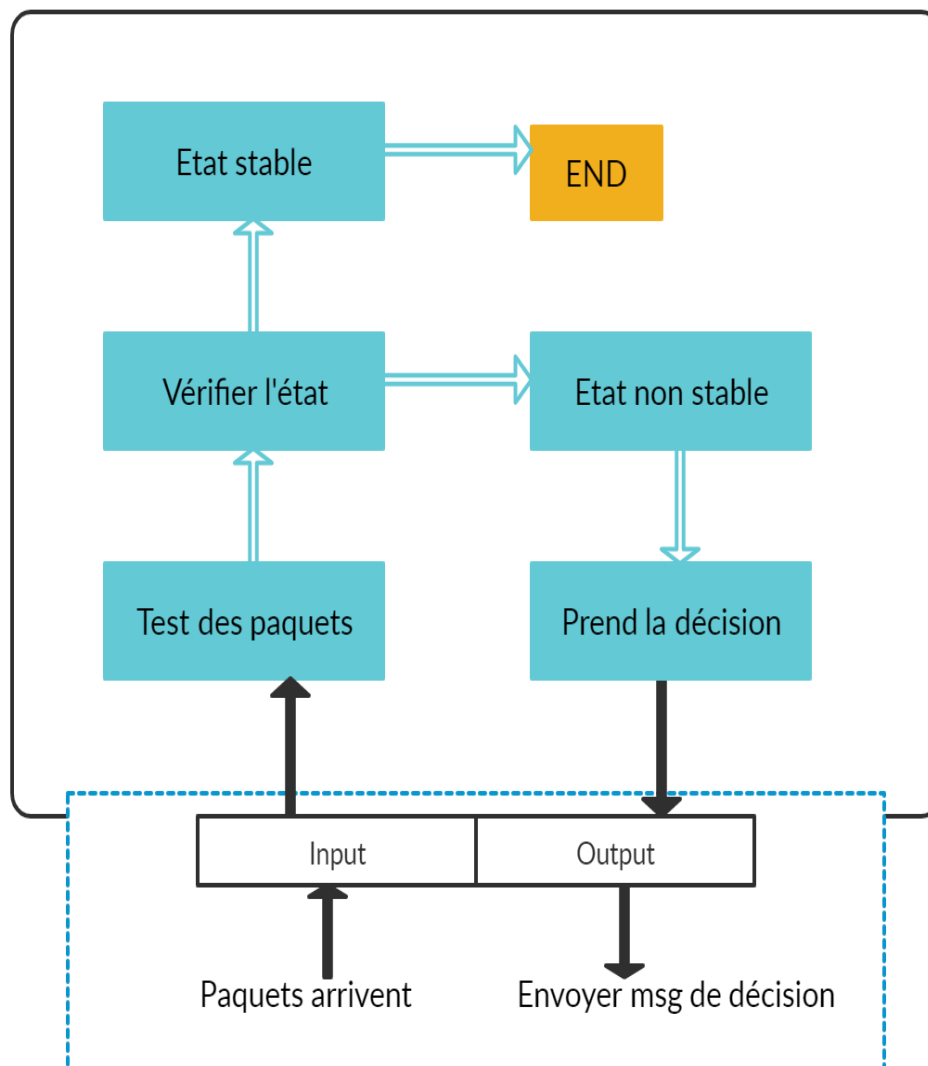 Etat stable
END
Vérifier l'état
Etat non stable
Test des paquets
Prend la décision
Input
Output
Paquets arrivent
Envoyer msg de décision